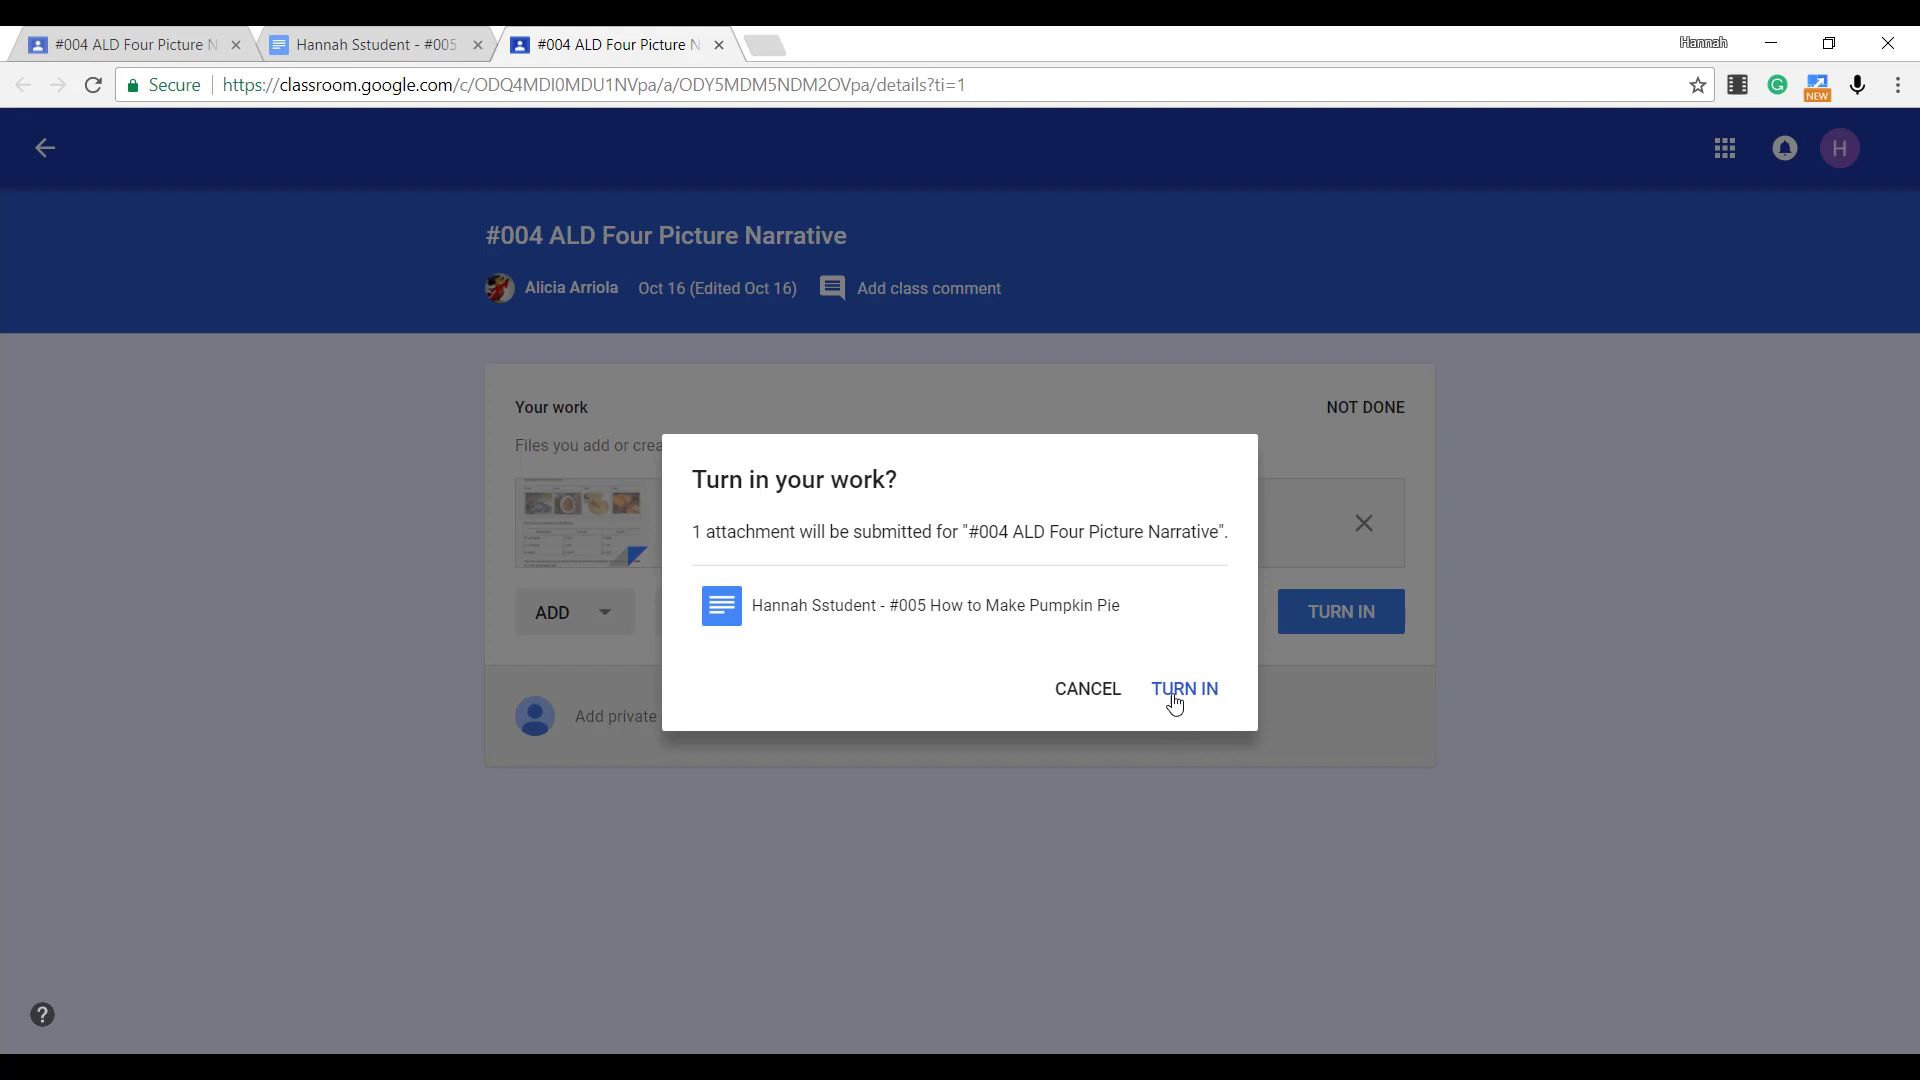 #004 ALD Four Picture N
Hannah Sstudent - #005
#004 ALD Four Picture N
Hannah
Secure
https://classroom.google.com/c/ODQ4MDI0MDU1NVpa/a/ODY5MDM5NDM2OVpa/details?ti=1
NEW
H
#004 ALD Four Picture Narrative
Alicia Arriola
Oct 16 (Edited Oct 16)
Add class comment
Your work
NOT DONE
Files you add or crea
Turn in your work?
1 attachment will be submitted for "#004 ALD Four Picture Narrative".
Hannah Sstudent - #005 How to Make Pumpkin Pie
ADD
TURN IN
CANCEL
TURN IN
Add private